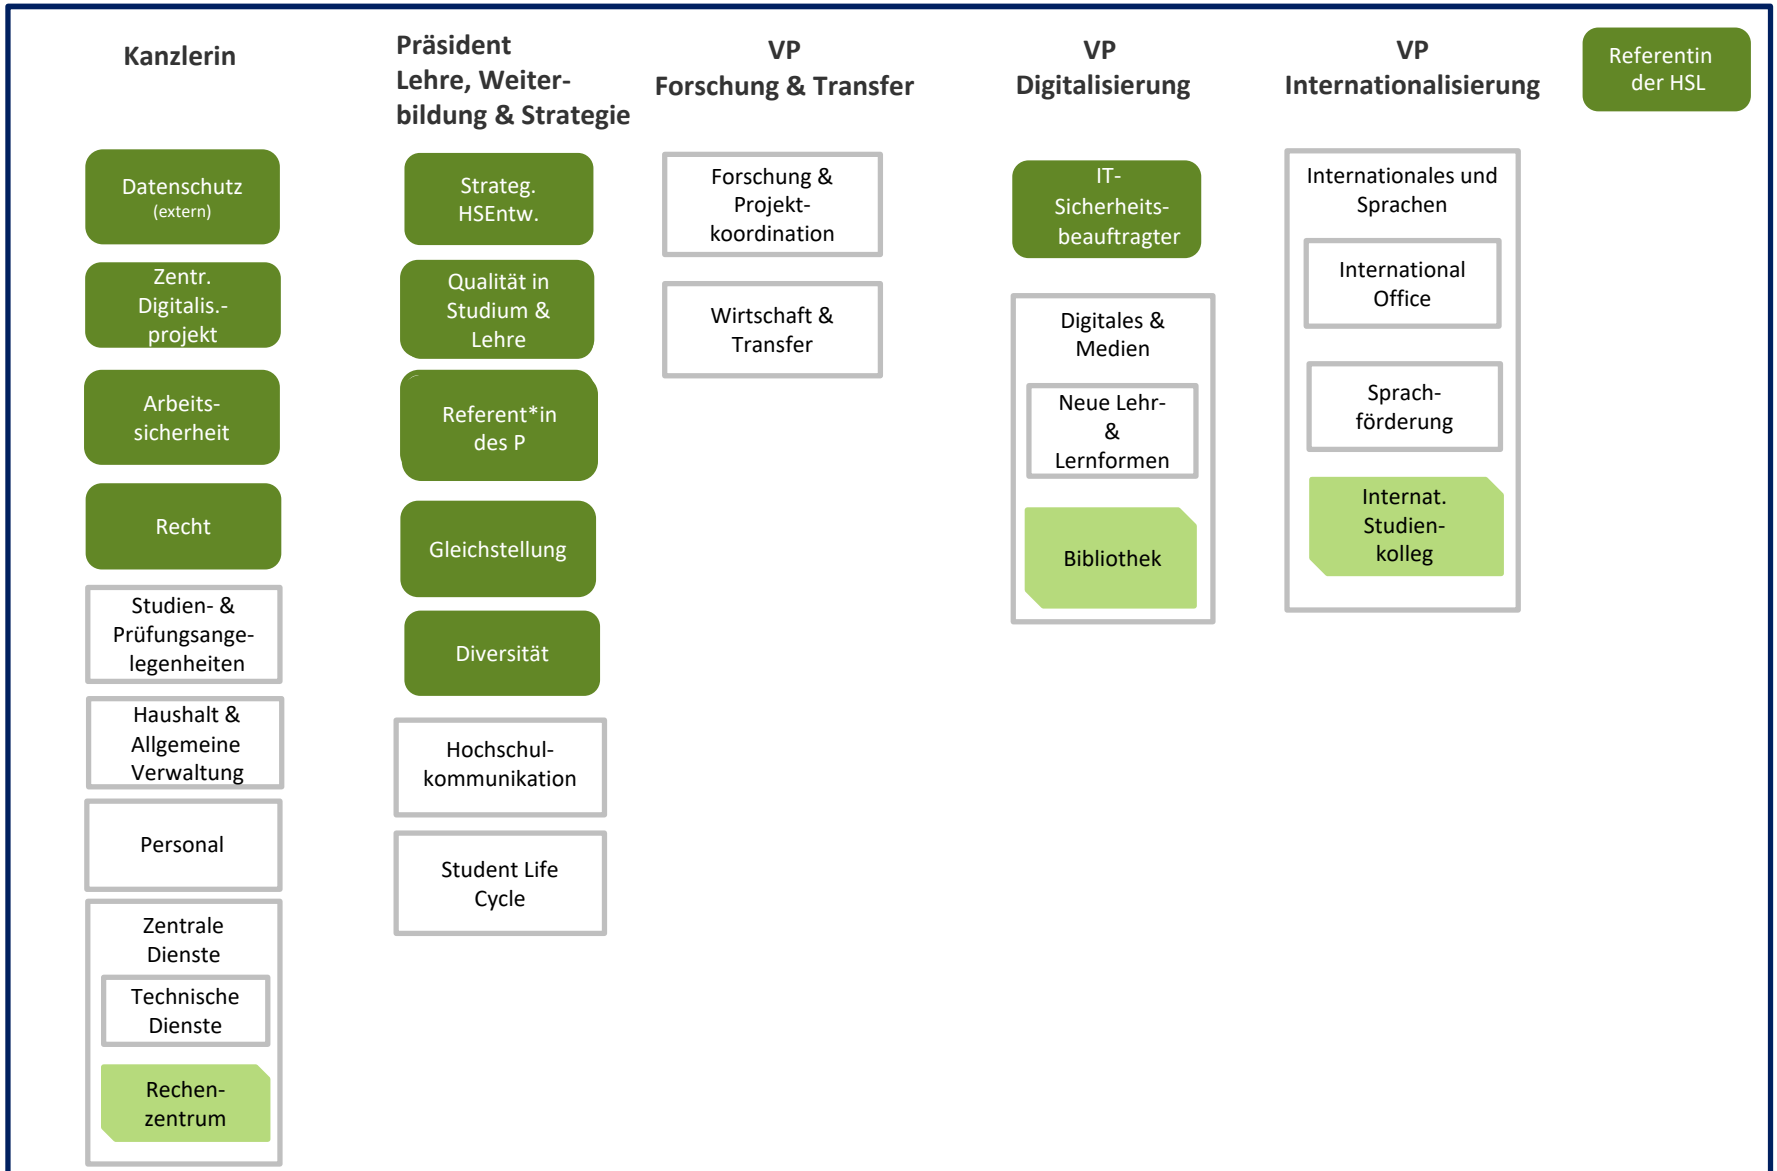 Kanzlerin
Datenschutz
(extern)
Zentr.
Digitalis.-
projekt
Arbeits-
sicherheit
Recht
Studien- &
Prüfungsange-
legenheiten
Haushalt &
Allgemeine
Verwaltung
Personal
Zentrale
Dienste
Technische
Dienste
Rechen-
zentrum
Präsident
Lehre, Weiter-
bildung & Strategie
Strateg.
HSEntw.
Qualität in
Studium &
Lehre
Referent*in
des P
Gleichstellung
Diversität
Hochschul-
kommunikation
Student Life
Cycle
VP
Forschung & Transfer
Forschung &
Projekt-
koordination
Wirtschaft &
Transfer
VP
Digitalisierung
IT-
Sicherheits-
beauftragter
Digitales &
Medien
Neue Lehr-
&
Lernformen
Bibliothek
VP
Internationalisierung
Internationales und
Sprachen
International
Office
Sprach-
förderung
Internat.
Studien-
kolleg
Referentin
der HSL